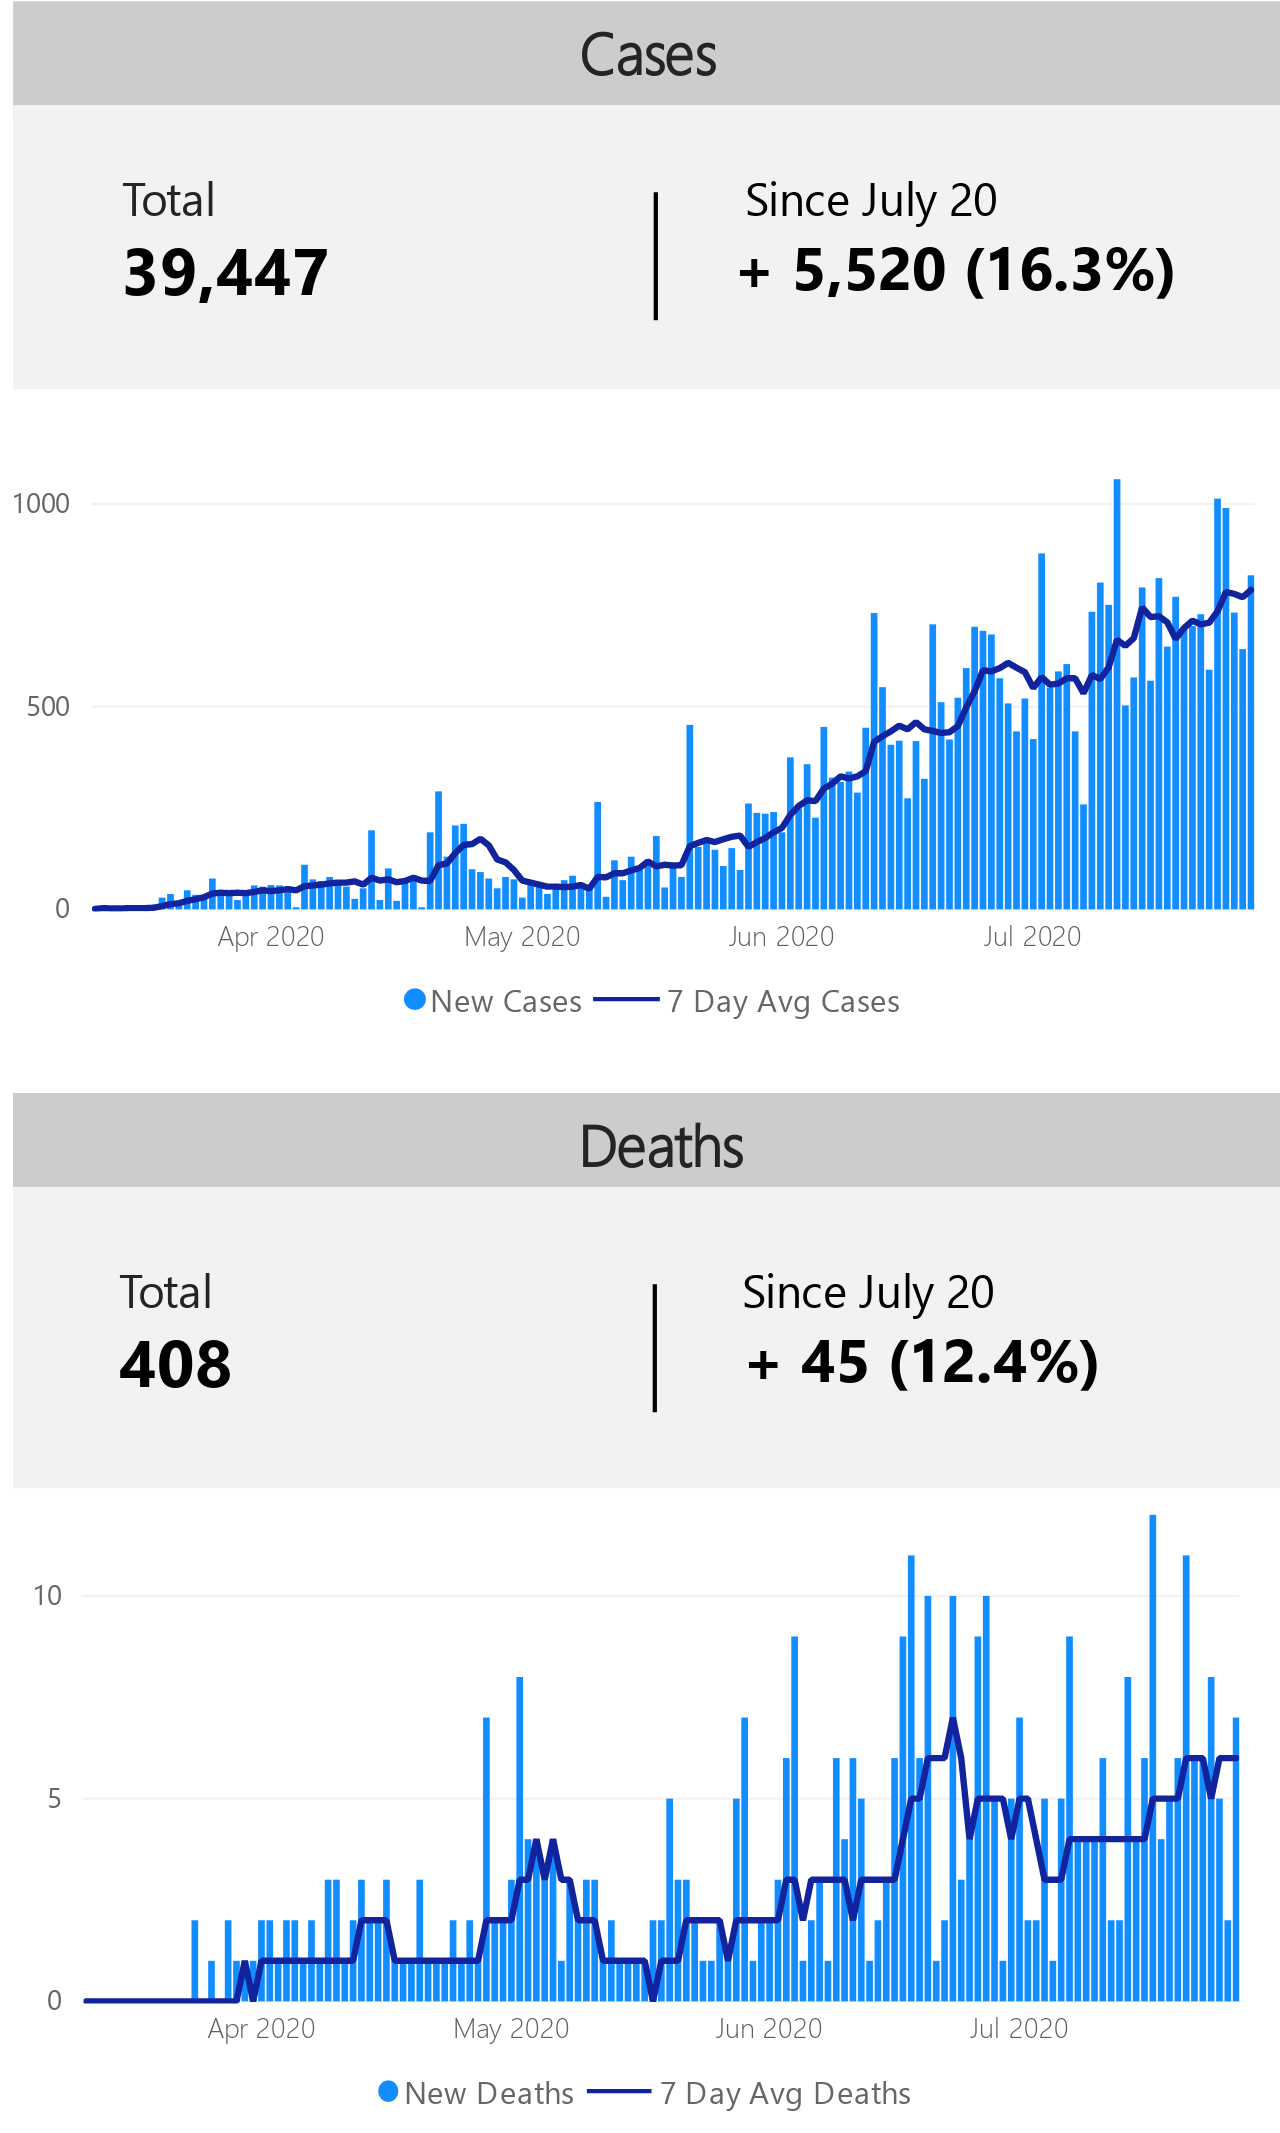 Cases
Total
Since July 20
39,447
+ 5,520 (16.3%)
1000
500
0
Apr 2020
May 2020
Jun 2020
Jul 2020
New Cases
7 Day Avg Cases
Deaths
Total
Since July 20
408
+ 45 (12.4%)
10
5
0
Apr 2020
May 2020
Jun 2020
Jul 2020
New Deaths
7 Day Avg Deaths